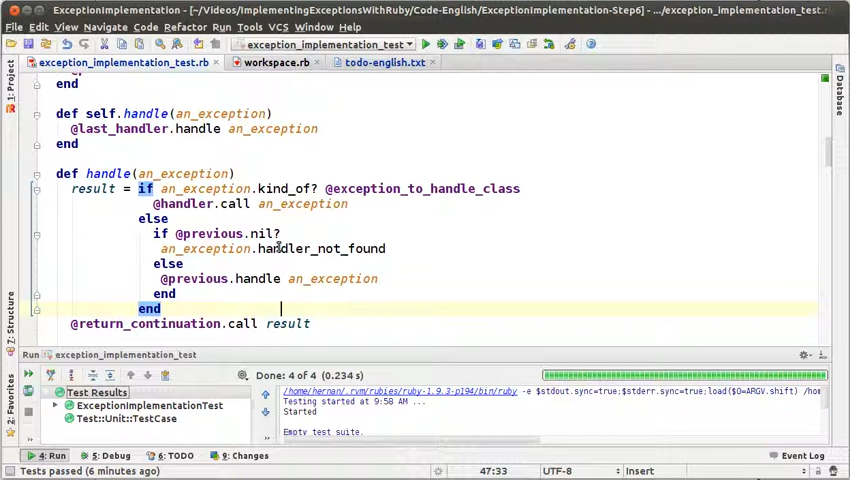 ExceptionImplementation - [~/Videos/ImplementingExceptionsWithRuby/Code-English/ExceptionImplementation-Step6] - .../exception_implementation_test.r
File Edit View Navigate Code Refactor Run Tools VCS Window Help
exception_implementation_test
exception_implementation_test.rb workspace.rb todo-english.txt
1: Project
Database
end
def self.handle(an_exception)
@last_handler.handle an_exception
end
def handle(an_exception)
result = if an_exception.kind_of? @exception_to_handle_class
@handler.call an_exception
else
if @previous.nil?
an_exception.handler_not_found
else
@previous.handle an_exception
end
end
@return_continuation.call result
7: Structure
2: Favorites
Run exception_implementation_test
Done: 4 of 4 (0.234 s)
Test Results
ExceptionImplementationTest
Test::Unit::TestCase
/home/hernan/.rvm/rubies/ruby-1.9.3-p194/bin/ruby -e $stdout.sync=true;$stderr.sync=true;load($0=ARGV.shift) /ho
Testing started at 9:58 AM ...
Started
Empty test suite.
4: Run 5: Debug 6: TODO 9: Changes Event Log
Tests passed (6 minutes ago) 47:33 UTF-8 Insert